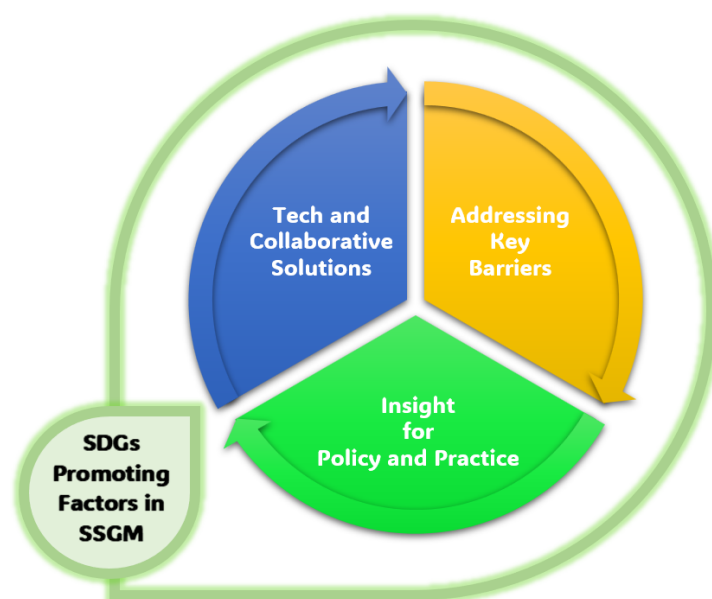 Tech and
Collaborative
Solutions
Addressing
Key
Barriers
Insight
for
Policy and Practice
SDGs
Promoting
Factors in
SSGM